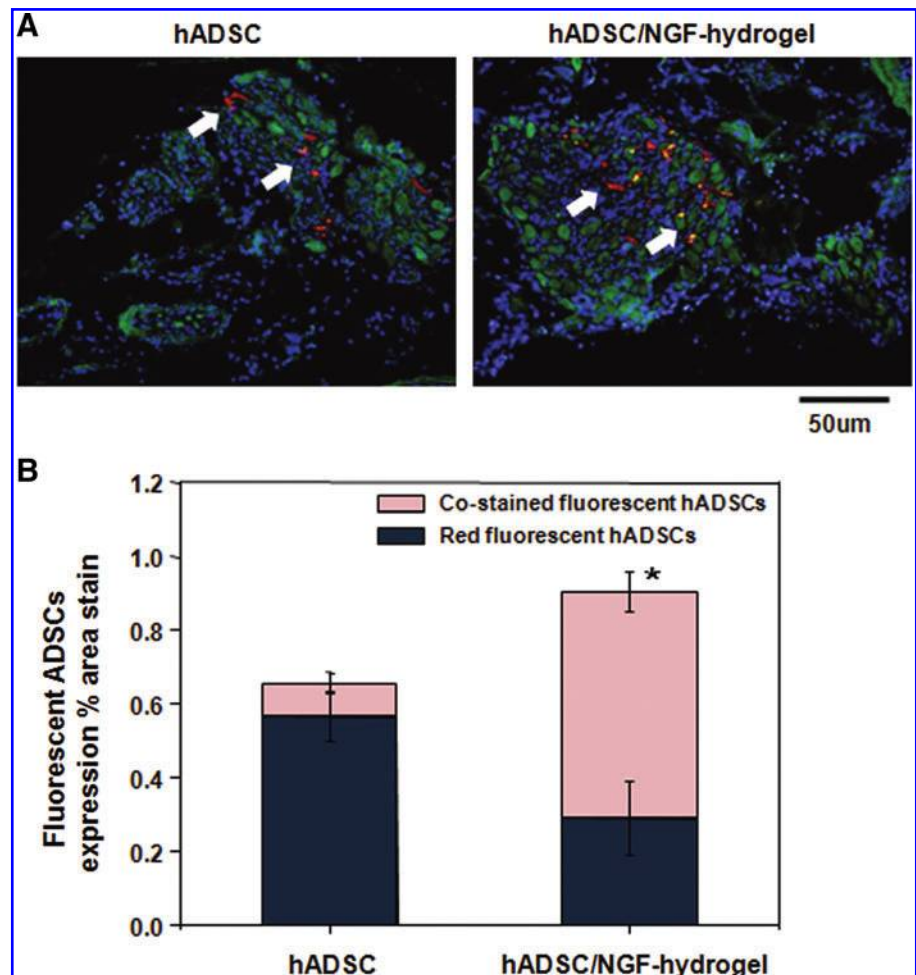 A
hADSC
hADSC/NGF-hydrogel
50um
B
Fluorescent ADSCs
expression % area stain
1.2
1.0
0.8
0.6
0.4
0.2
0.0
Co-stained fluorescent hADSCs
Red fluorescent hADSCs
*
hADSC
hADSC/NGF-hydrogel